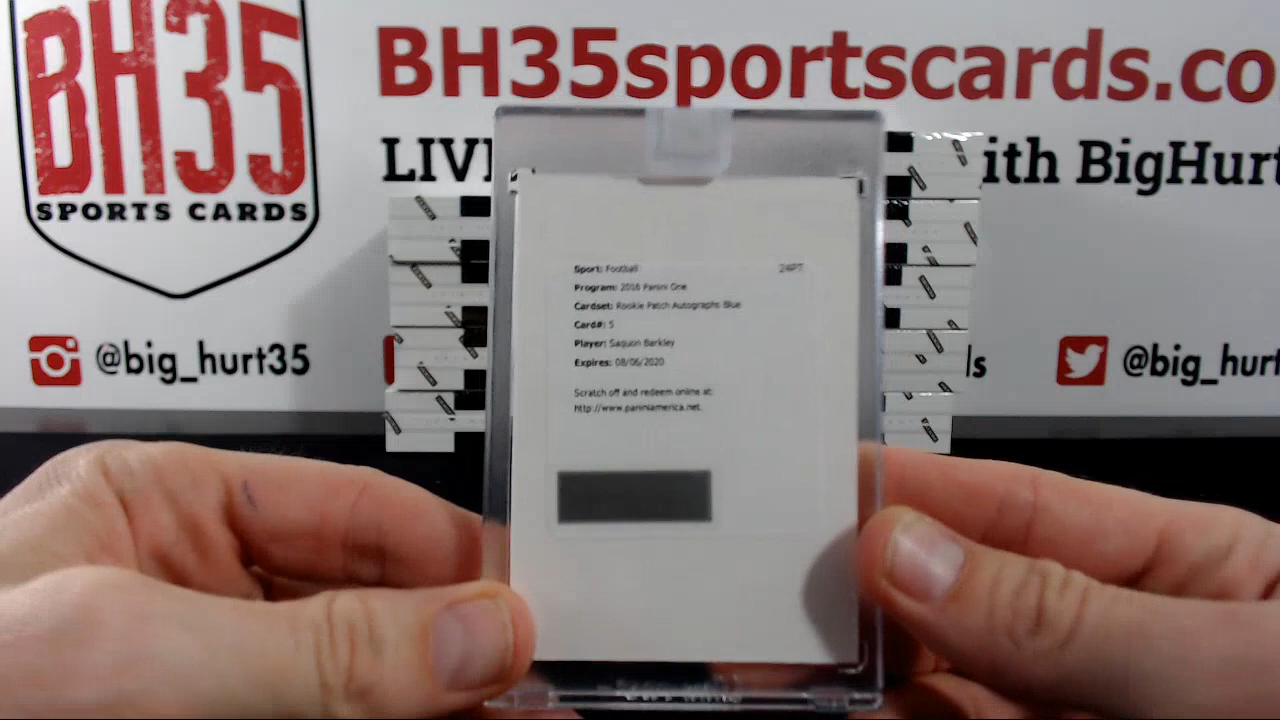 BH35
SPORTS CARDS
BH35sportscards.co
LIV
ith BigHurt
@big_hurt35
ls
@big_hurt
Sport: Football
24PT
Program: 2018 Panini One
Cardset: Rookie Patch Autographs Blue
Card#: 5
Player: Saquon Barkley
Expires: 08/06/2020
Scratch off and redeem online at:
http://www.paniniamerica.net.